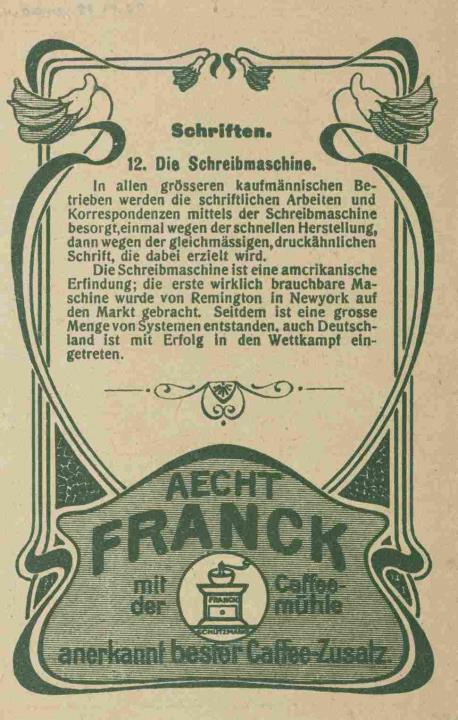 Schriften.
12. Die Schreibmaschine.
In allen grösseren kaufmännischen Be-
trieben werden die schriftlichen Arbeiten und
Korrespondenzen mittels der Schreibmaschine
besorgt, einmal wegen der schnellen Herstellung,
dann wegen der gleichmässigen, druckähnlichen
Schrift, die dabei erzielt wird.
Die Schreibmaschine ist eine amerikanische
Erfindung; die erste wirklich brauchbare Ma-
schine wurde von Remington in Newyork auf
den Markt gebracht. Seitdem ist eine grosse
Menge von Systemen entstanden, auch Deutsch-
land ist mit Erfolg in den Wettkampf ein-
getreten.
AECHT
FRANCK
mit Caffee-
der mühle
FRANCK
SCHUTZMARKE
anerkannt bester Caffee-Zusatz